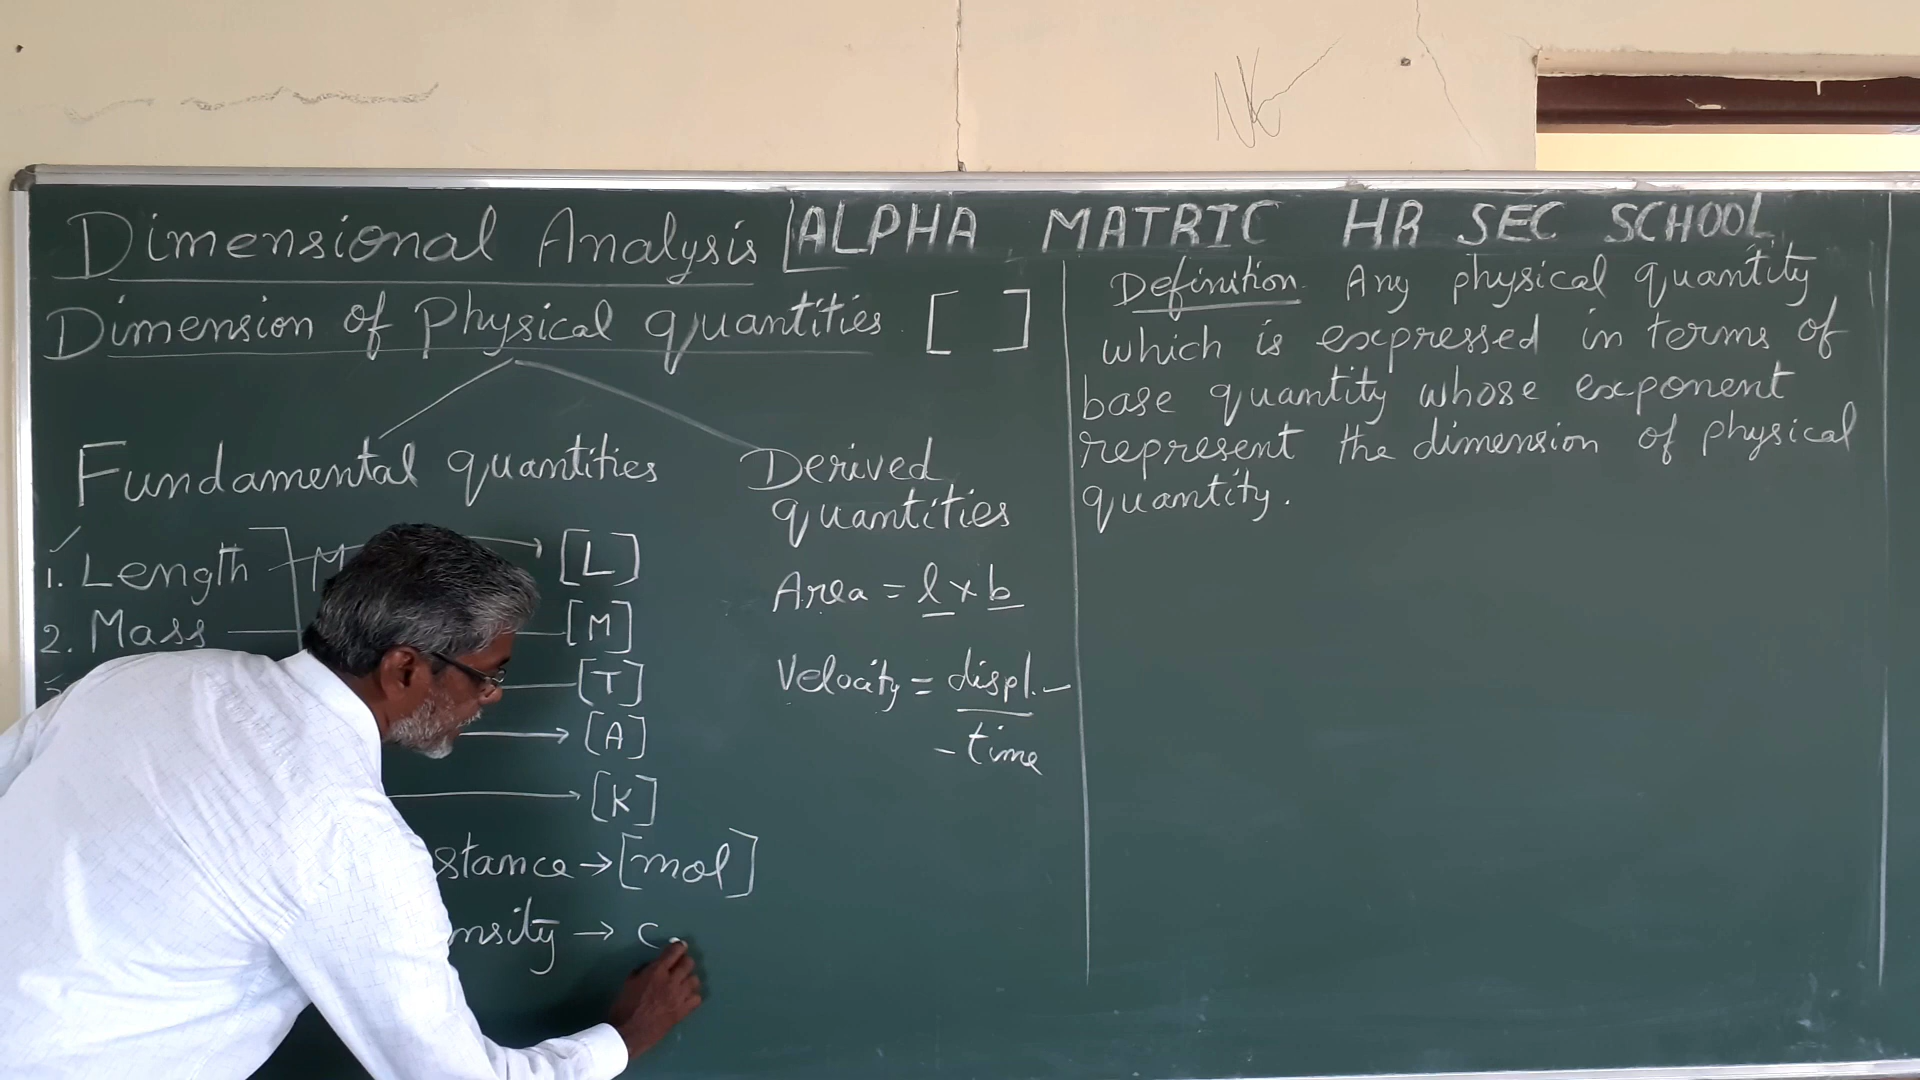 NK
Dimensional Analysis
ALPHA MATRIC HR SEC SCHOOL
Dimension of Physical quantities. [ ]
Fundamental quantities
1. Length M [L]
2. Mass [M]
[T]
[A]
[K]
stance → [mol]
nsity → c
Derived
quantities
Area = l × b
Velocity = displ.
time
Definition. Any physical quantity
which is expressed in terms of
base quantity whose exponent
represent the dimension of physical
quantity.